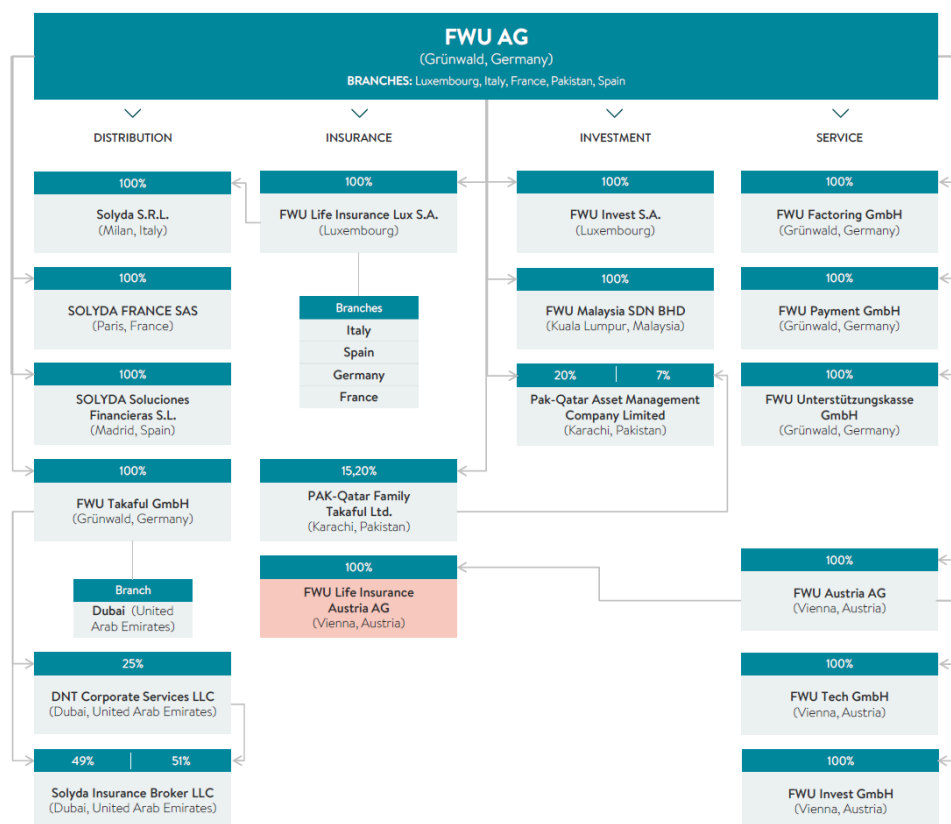 FWU AG
(Grünwald, Germany)
BRANCHES: Luxembourg, Italy, France, Pakistan, Spain
DISTRIBUTION
100%
Solyda S.R.L.
(Milan, Italy)
100%
SOLYDA FRANCE SAS
(Paris, France)
100%
SOLYDA Soluciones
Financieras S.L.
(Madrid, Spain)
100%
FWU Takaful GmbH
(Grünwald, Germany)
Branch
Dubai (United
Arab Emirates)
25%
DNT Corporate Services LLC
(Dubai, United Arab Emirates)
49% 51%
Solyda Insurance Broker LLC
(Dubai, United Arab Emirates)
INSURANCE
100%
FWU Life Insurance Lux S.A.
(Luxembourg)
Branches
Italy
Spain
Germany
France
15,20%
PAK-Qatar Family
Takaful Ltd.
(Karachi, Pakistan)
100%
FWU Life Insurance
Austria AG
(Vienna, Austria)
INVESTMENT
100%
FWU Invest S.A.
(Luxembourg)
100%
FWU Malaysia SDN BHD
(Kuala Lumpur, Malaysia)
20% 7%
Pak-Qatar Asset Management
Company Limited
(Karachi, Pakistan)
SERVICE
100%
FWU Factoring GmbH
(Grünwald, Germany)
100%
FWU Payment GmbH
(Grünwald, Germany)
100%
FWU Unterstützungskasse
GmbH
(Grünwald, Germany)
100%
FWU Austria AG
(Vienna, Austria)
100%
FWU Tech GmbH
(Vienna, Austria)
100%
FWU Invest GmbH
(Vienna, Austria)